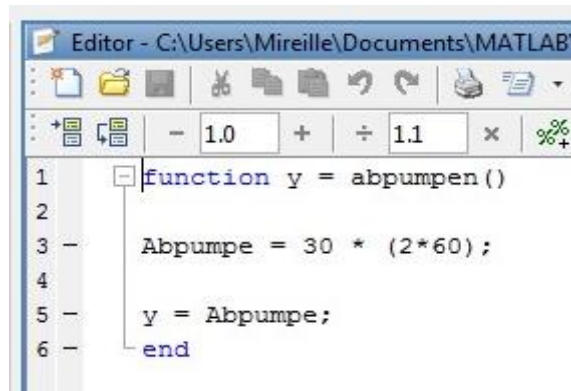 Editor - C:\Users\Mireille\Documents\MATLAB\
- 1.0 + ÷ 1.1 ×
1 function y = abpumpen()
2
3 - Abpumpe = 30 * (2*60);
4
5 - y = Abpumpe;
6 - end